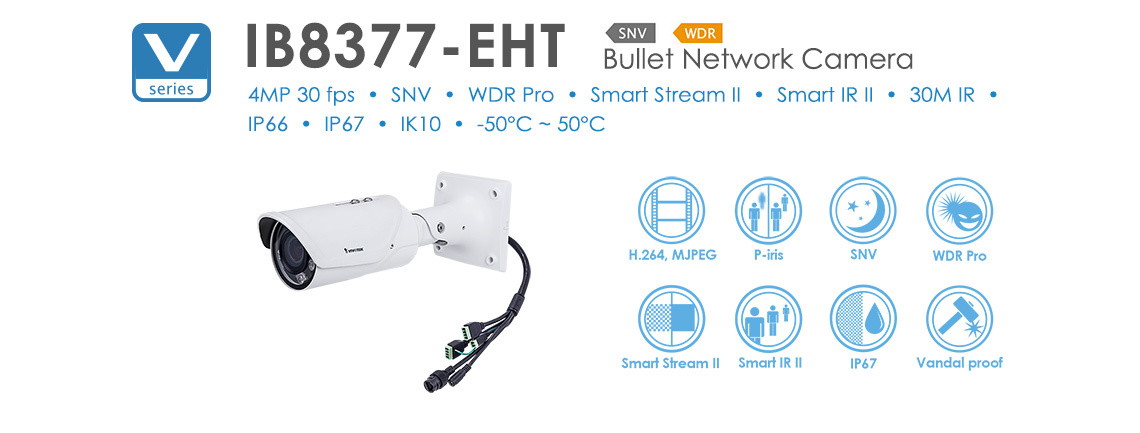 V
series
IB8377-EHT
SNV
WDR
Bullet Network Camera
4MP 30 fps • SNV • WDR Pro • Smart Stream II • Smart IR II • 30M IR •
IP66 • IP67 • IK10 • -50°C ~ 50°C
VIVOTEK
H.264, MJPEG
P-iris
SNV
WDR Pro
Smart Stream II
Smart IR II
IP67
Vandal proof